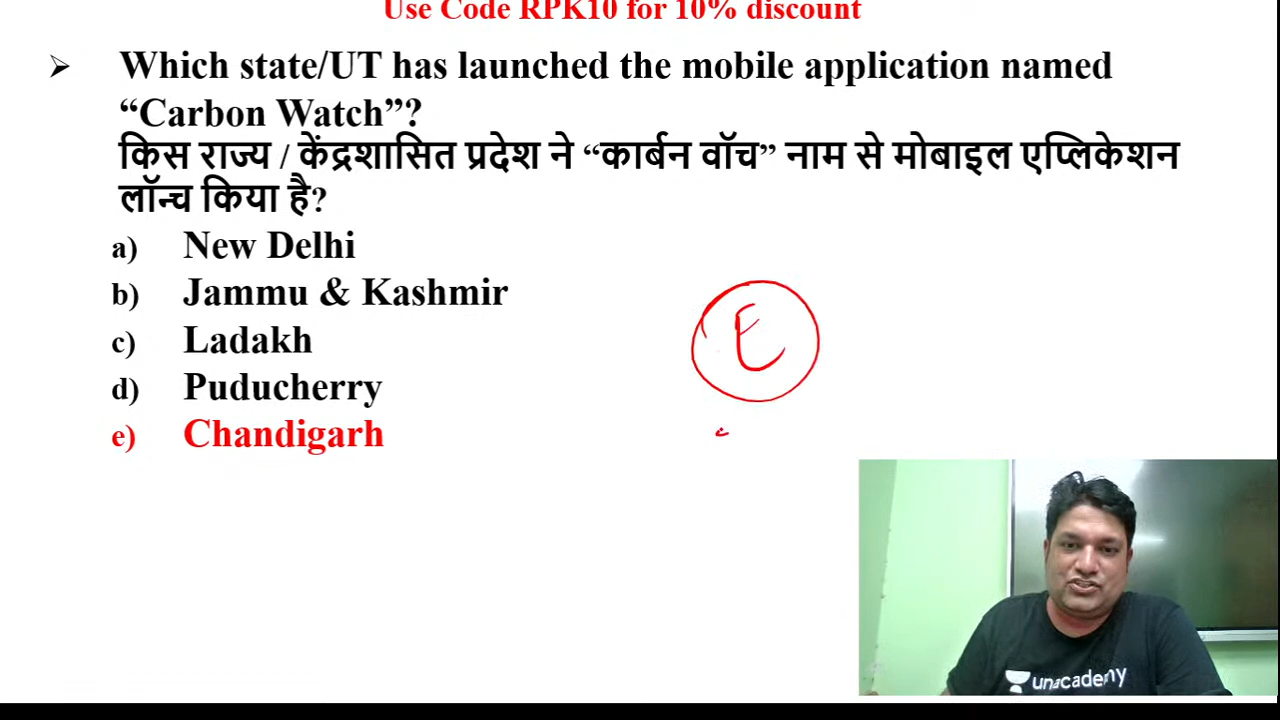 Use Code RPK10 for 10% discount
➢ Which state/UT has launched the mobile application named
“Carbon Watch”?
किस राज्य / केंद्रशासित प्रदेश ने “कार्बन वॉच” नाम से मोबाइल एप्लिकेशन
लॉन्च किया है?
a) New Delhi
b) Jammu & Kashmir
c) Ladakh
d) Puducherry
e) Chandigarh
E
unacademy